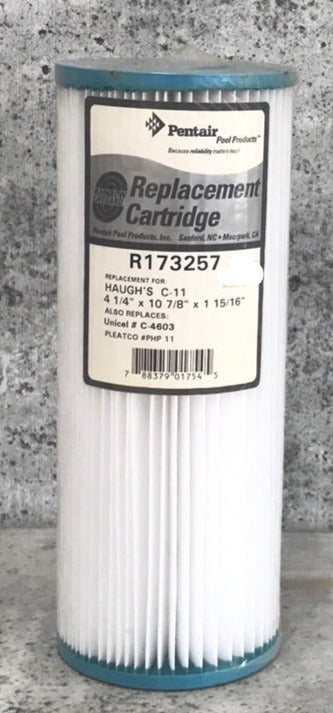 Pentair
Pool Products™
Because reliability matters most
Replacement
Cartridge
Pentair Pool Products, Inc. Sanford, NC • Moorpark, CA
R173257
REPLACEMENT FOR:
HAUGH'S C-11
4 1/4" x 10 7/8" x 1 15/16"
ALSO REPLACES:
Unicel # C-4603
PLEATCO #PHP 11
7 88379 01754 5